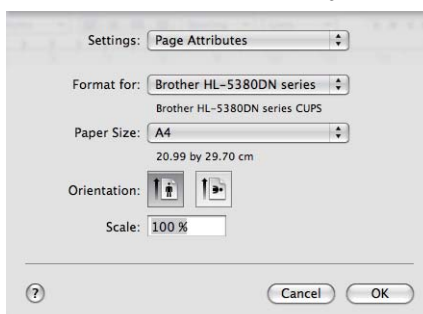 Settings: Page Attributes
Format for: Brother HL-5380DN series
Brother HL-5380DN series CUPS
Paper Size: A4
20.99 by 29.70 cm
Orientation:
Scale: 100 %
? Cancel OK